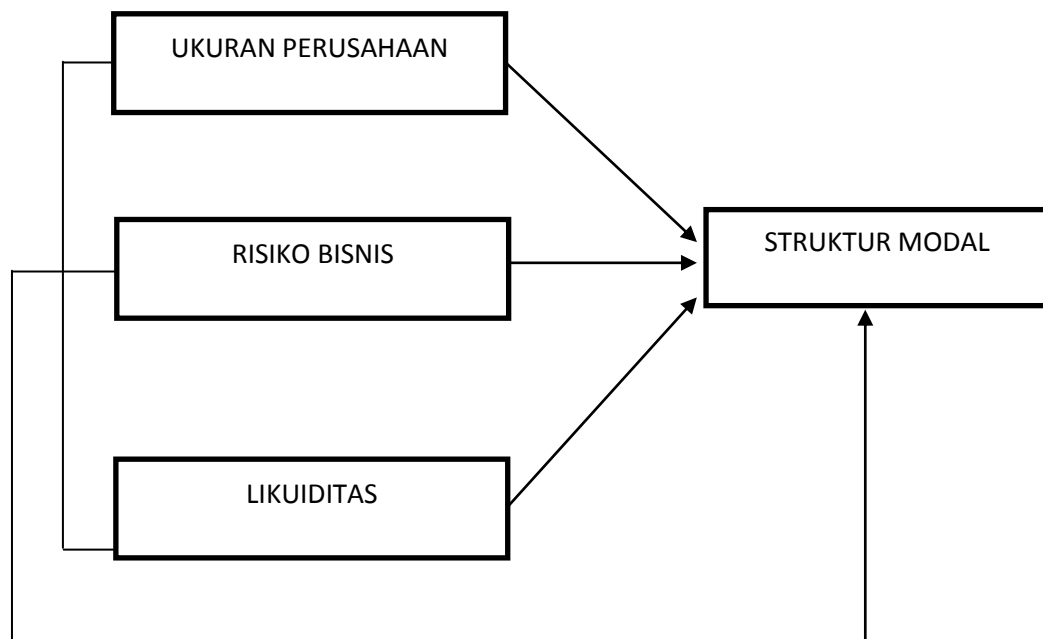 UKURAN PERUSAHAAN
RISIKO BISNIS
STRUKTUR MODAL
LIKUIDITAS